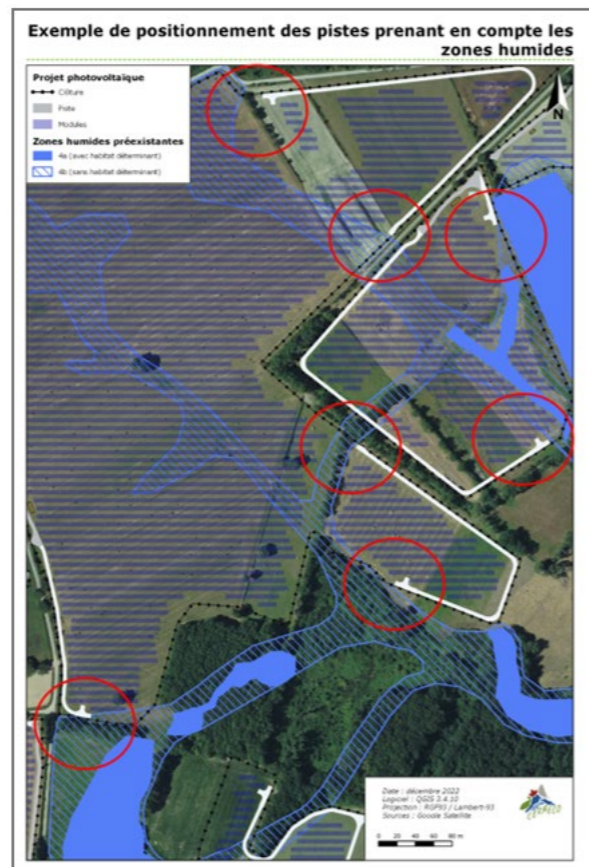 Exemple de positionnement des pistes prenant en compte les
zones humides
Projet photovoltaïque
Clôture
Piste
Modules
Zones humides préexistantes
4a (avec habitat déterminant)
4b (sans habitat déterminant)
N
Date : décembre 2022
Logiciel : QGIS 3.4.10
Projection : RGF93 / Lambert-93
Sources : Google Satellite
0 20 40 60 80 m